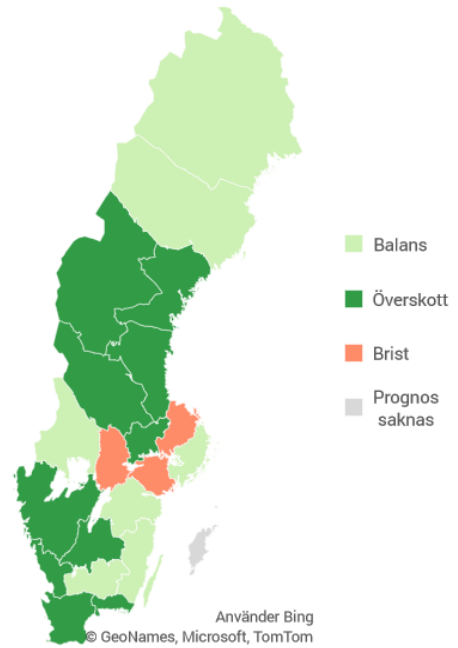 Balans
Överskott
Brist
Prognos
saknas
Använder Bing
© GeoNames, Microsoft, TomTom